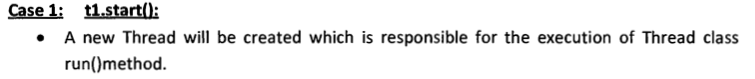 Case 1: t1.start():
• A new Thread will be created which is responsible for the execution of Thread class
run()method.